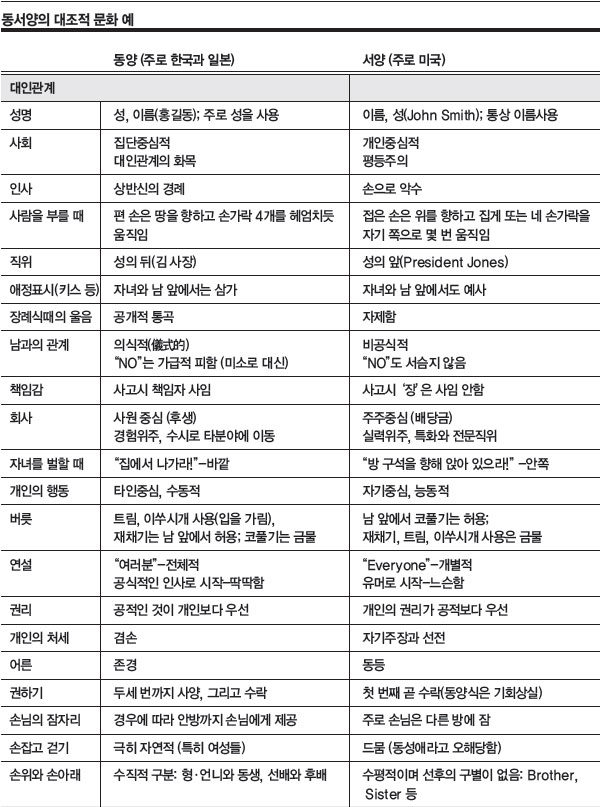 동서양의 대조적 문화 예
동양 (주로 한국과 일본) 서양 (주로 미국)
대인관계
성명 성, 이름(홍길동); 주로 성을 사용 이름, 성(John Smith); 통상 이름사용
사회 집단중심적 개인중심적
대인관계의 화목 평등주의
인사 상반신의 경례 손으로 악수
사람을 부를 때 편 손은 땅을 향하고 손가락 4개를 헤엄치듯 접은 손은 위를 향하고 집게 또는 네 손가락을
움직임 자기 쪽으로 몇 번 움직임
직위 성의 뒤(김 사장) 성의 앞(President Jones)
애정표시(키스 등) 자녀와 남 앞에서는 삼가 자녀와 남 앞에서도 예사
장례식때의 울음 공개적 통곡 자제함
남과의 관계 의식적(儀式的) 비공식적
“NO”는 가급적 피함 (미소로 대신) “NO”도 서슴지 않음
책임감 사고시 책임자 사임 사고시 ‘장’은 사임 안함
회사 사원 중심 (후생) 주주중심 (배당금)
경험위주, 수시로 타분야에 이동 실력위주, 특화와 전문직위
자녀를 벌할 때 “집에서 나가라!”–바깥 “방 구석을 향해 앉아 있으라!” –안쪽
개인의 행동 타인중심, 수동적 자기중심, 능동적
버릇 트림, 이쑤시개 사용(입을 가림), 남 앞에서 코풀기는 허용;
재채기는 남 앞에서 허용; 코풀기는 금물 재채기, 트림, 이쑤시개 사용은 금물
연설 “여러분”–전체적 “Everyone”–개별적
공식적인 인사로 시작–딱딱함 유머로 시작–느슨함
권리 공적인 것이 개인보다 우선 개인의 권리가 공적보다 우선
개인의 처세 겸손 자기주장과 선전
어른 존경 동등
권하기 두세 번까지 사양, 그리고 수락 첫 번째 곧 수락(동양식은 기회상실)
손님의 잠자리 경우에 따라 안방까지 손님에게 제공 주로 손님은 다른 방에 잠
손잡고 걷기 극히 자연적 (특히 여성들) 드물 (동성애라고 오해당함)
손위와 손아래 수직적 구분: 형·언니와 동생, 선배와 후배 수평적이며 선후의 구별이 없음: Brother,
Sister 등